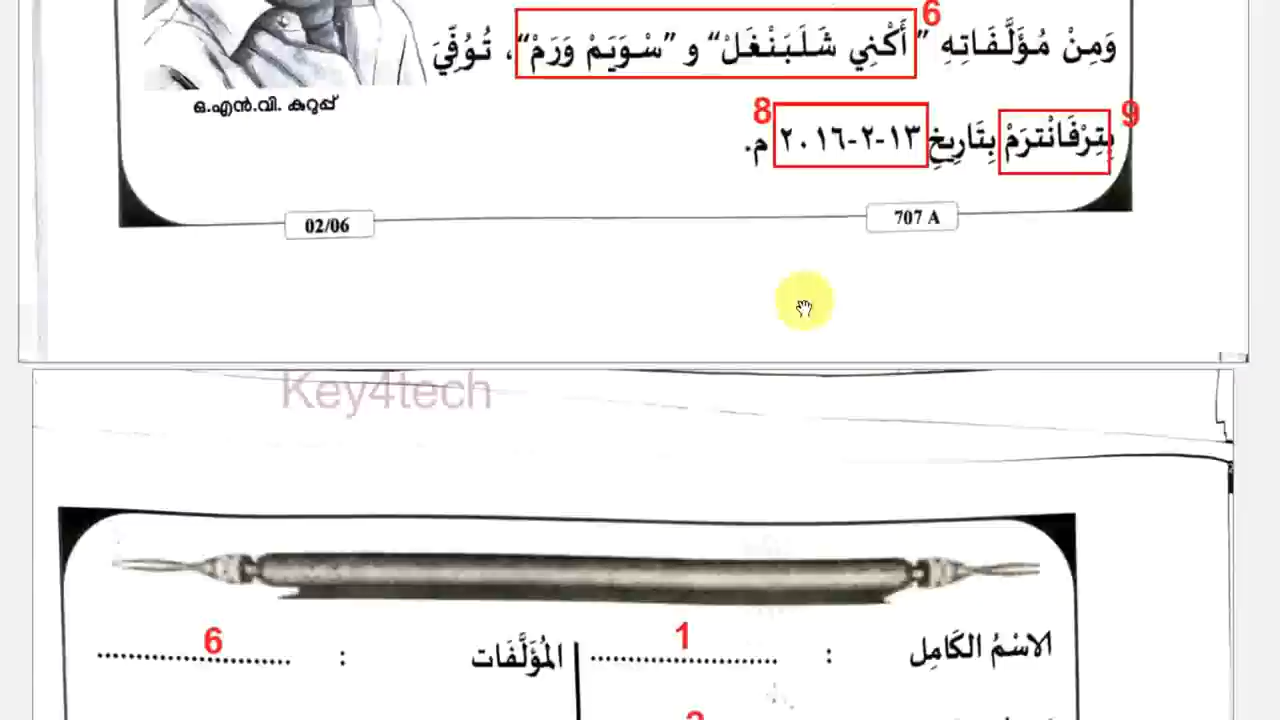 6
وَمِنْ مُؤَلَّفَاتِهِ ”أَكْنِي شَلَبَنْغَلْ“ و ”سْوَيَمْ وَرَمْ“، تُوُفِّيَ
ഒ.എൻ.വി. കുറുപ്പ്
8 9
بِتِرْفَانْترَمْ بِتَارِيخِ ١٣-٢-٢٠١٦ م.
02/06 707 A
Key4tech
الاسْمُ الكَامِل : ..................... 1
المُؤَلَّفَات : ..................... 6